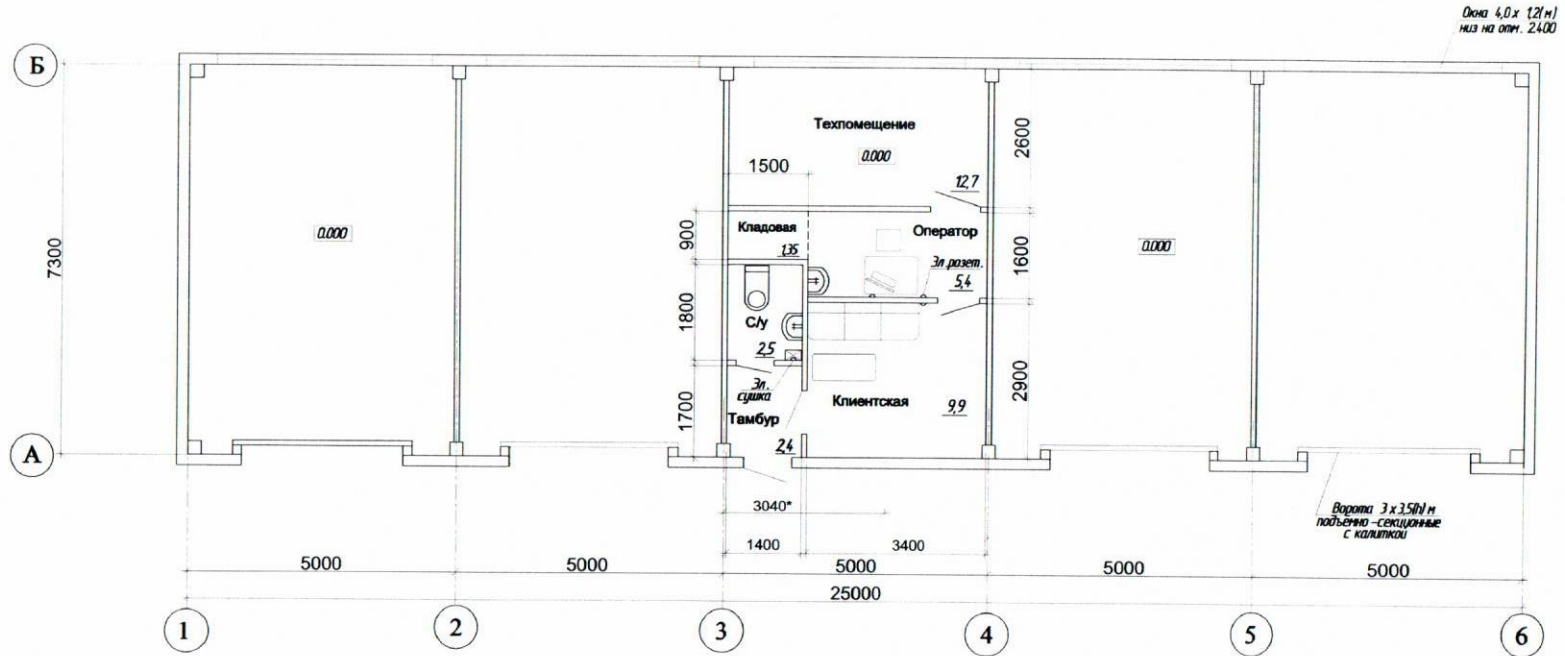 Окна 4,0 х 1,2(м)
низ на отм. 2.400
Б
Техпомещение
0.000
2600
1500
12,7
7300
0.000
900
Кладовая
1,35
Оператор
0.000
1600
Эл.розет.
5,4
1800
С/у
2,5
Эл.
сушка
2900
1700
Тамбур
Клиентская
9,9
А
2,4
3040*
Ворота 3 х 3,5(h) м
подъемно-секционные
с калиткой
1400
3400
5000
5000
5000
5000
5000
25000
1
2
3
4
5
6